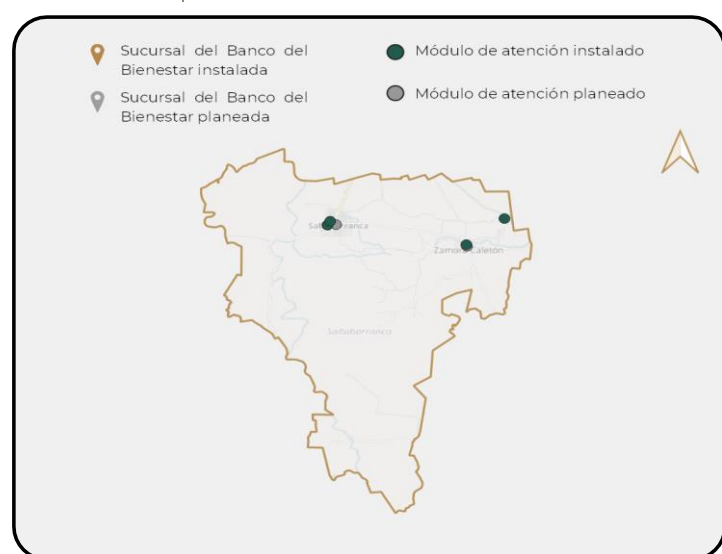 Sucursal del Banco del
Bienestar instalada
Sucursal del Banco del
Bienestar planeada
Módulo de atención instalado
Módulo de atención planeado
Zamora Caletón
Sababarranca